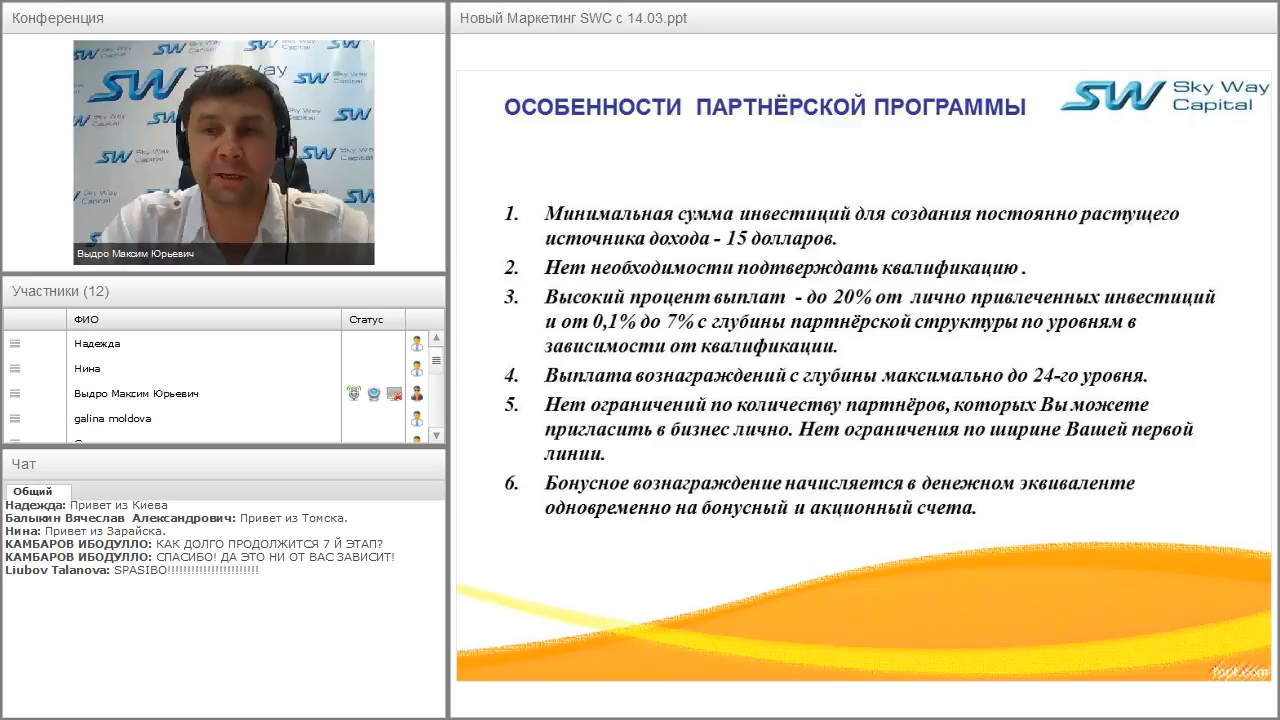 Конференция
Новый Маркетинг SWC с 14.03.ppt
SW Sky Way
Capital
Выдро Максим Юрьевич
Участники (12)
ФИО
Статус
Надежда
Нина
Выдро Максим Юрьевич
galina moldova
Чат
Общий
Надежда: Привет из Киева
Балыкин Вячеслав Александрович: Привет из Томска.
Нина: Привет из Зарайска.
КАМБАРОВ ИБОДУЛЛО: КАК ДОЛГО ПРОДОЛЖИТСЯ 7 Й ЭТАП?
КАМБАРОВ ИБОДУЛЛО: СПАСИБО! ДА ЭТО НИ ОТ ВАС ЗАВИСИТ!
Liubov Talanova: SPASIBO!!!!!!!!!!!!!!!!!!!!!!!
ОСОБЕННОСТИ ПАРТНЁРСКОЙ ПРОГРАММЫ
SW Sky Way
Capital
1. Минимальная сумма инвестиций для создания постоянно растущего
источника дохода - 15 долларов.
2. Нет необходимости подтверждать квалификацию .
3. Высокий процент выплат - до 20% от лично привлеченных инвестиций
и от 0,1% до 7% с глубины партнёрской структуры по уровням в
зависимости от квалификации.
4. Выплата вознаграждений с глубины максимально до 24-го уровня.
5. Нет ограничений по количеству партнёров, которых Вы можете
пригласить в бизнес лично. Нет ограничения по ширине Вашей первой
линии.
6. Бонусное вознаграждение начисляется в денежном эквиваленте
одновременно на бонусный и акционный счета.